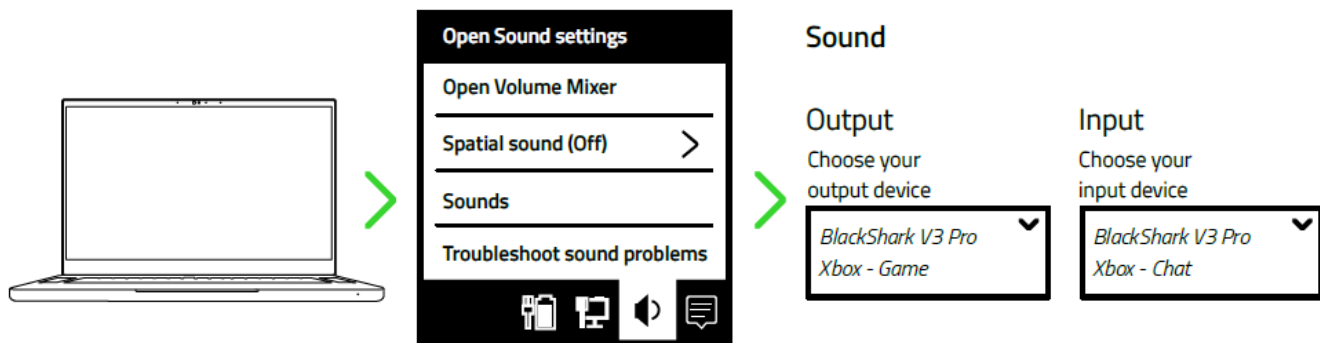 Open Sound settings
Open Volume Mixer
Spatial sound (Off)
Sounds
Troubleshoot sound problems
Sound
Output
Choose your
output device
BlackShark V3 Pro
Xbox - Game
Input
Choose your
input device
BlackShark V3 Pro
Xbox - Chat